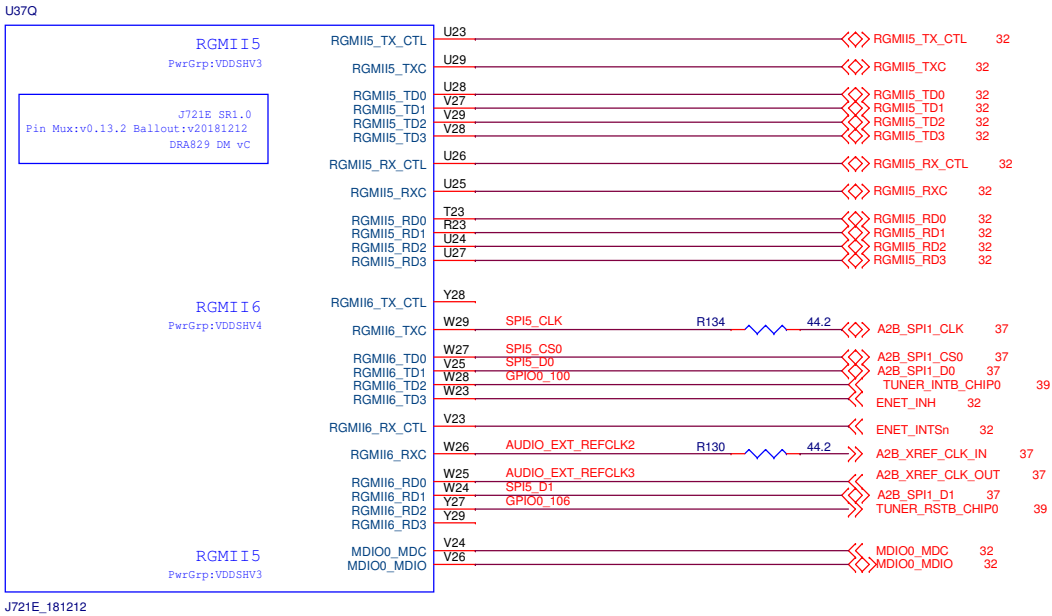 U37Q
RGMII5
PwrGrp:VDDSHV3
J721E SR1.0
Pin Mux:v0.13.2 Ballout:v20181212
DRA829 DM vC
RGMII5_TX_CTL U23 RGMII5_TX_CTL 32
RGMII5_TXC U29 RGMII5_TXC 32
RGMII5_TD0 U28 RGMII5_TD0 32
RGMII5_TD1 V27 RGMII5_TD1 32
RGMII5_TD2 V29 RGMII5_TD2 32
RGMII5_TD3 V28 RGMII5_TD3 32
RGMII5_RX_CTL U26 RGMII5_RX_CTL 32
RGMII5_RXC U25 RGMII5_RXC 32
RGMII5_RD0 T23 RGMII5_RD0 32
RGMII5_RD1 R23 RGMII5_RD1 32
RGMII5_RD2 U24 RGMII5_RD2 32
RGMII5_RD3 U27 RGMII5_RD3 32
RGMII6
PwrGrp:VDDSHV4
RGMII6_TX_CTL Y28
RGMII6_TXC W29 SPI5_CLK R134 44.2 A2B_SPI1_CLK 37
RGMII6_TD0 W27 SPI5_CS0 A2B_SPI1_CS0 37
RGMII6_TD1 V25 SPI5_D0 A2B_SPI1_D0 37
RGMII6_TD2 W28 GPIO0_100 TUNER_INTB_CHIP0 39
RGMII6_TD3 W23 ENET_INH 32
RGMII6_RX_CTL V23 ENET_INTSn 32
RGMII6_RXC W26 AUDIO_EXT_REFCLK2 R130 44.2 A2B_XREF_CLK_IN 37
RGMII6_RD0 W25 AUDIO_EXT_REFCLK3 A2B_XREF_CLK_OUT 37
RGMII6_RD1 W24 SPI5_D1 A2B_SPI1_D1 37
RGMII6_RD2 Y27 GPIO0_106 TUNER_RSTB_CHIP0 39
RGMII6_RD3 Y29
RGMII5
PwrGrp:VDDSHV3
MDIO0_MDC V24 MDIO0_MDC 32
MDIO0_MDIO V26 MDIO0_MDIO 32
J721E_181212